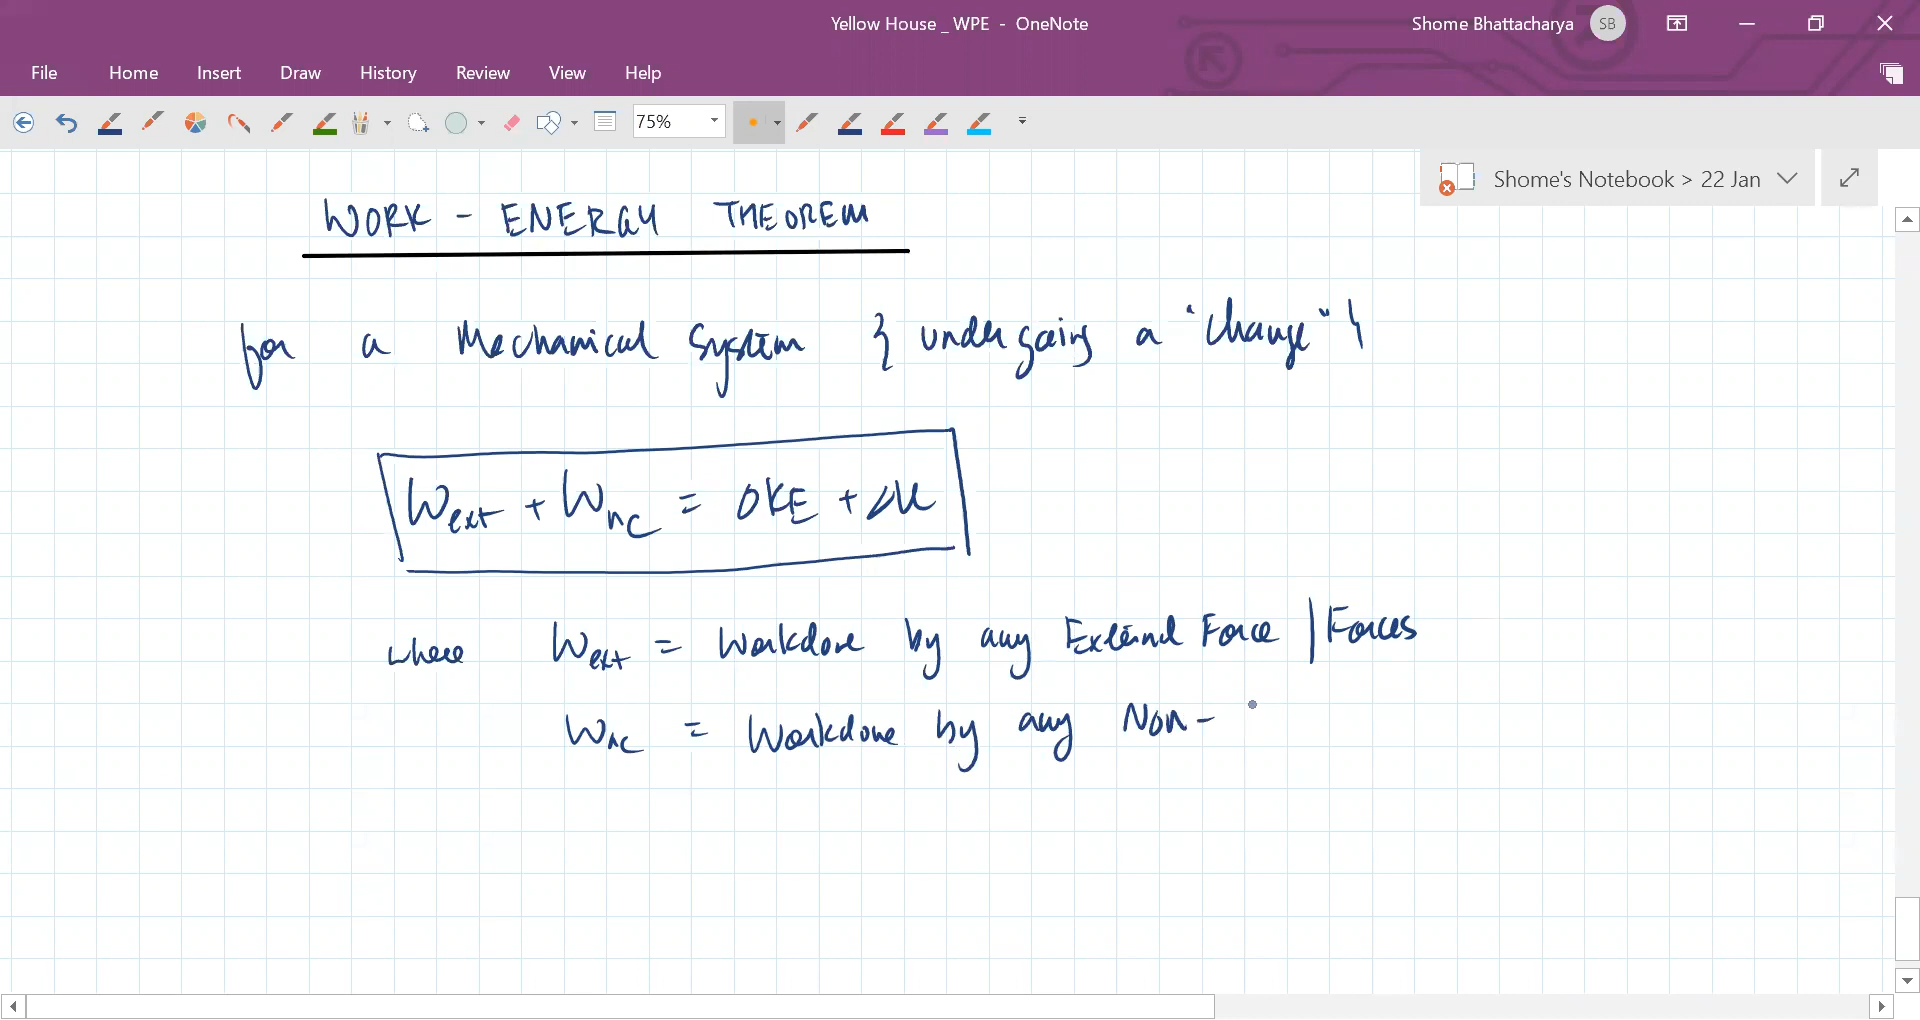 Yellow House _ WPE - OneNote
Shome Bhattacharya SB
File Home Insert Draw History Review View Help
75%
Shome's Notebook > 22 Jan
WORK - ENERGY THEOREM
for a Mechanical System { undergoing a "change" }
Wext + Wnc = ΔKE + ΔU
where Wext = Workdone by any External Force | Forces
Wnc = Workdone by any Non-